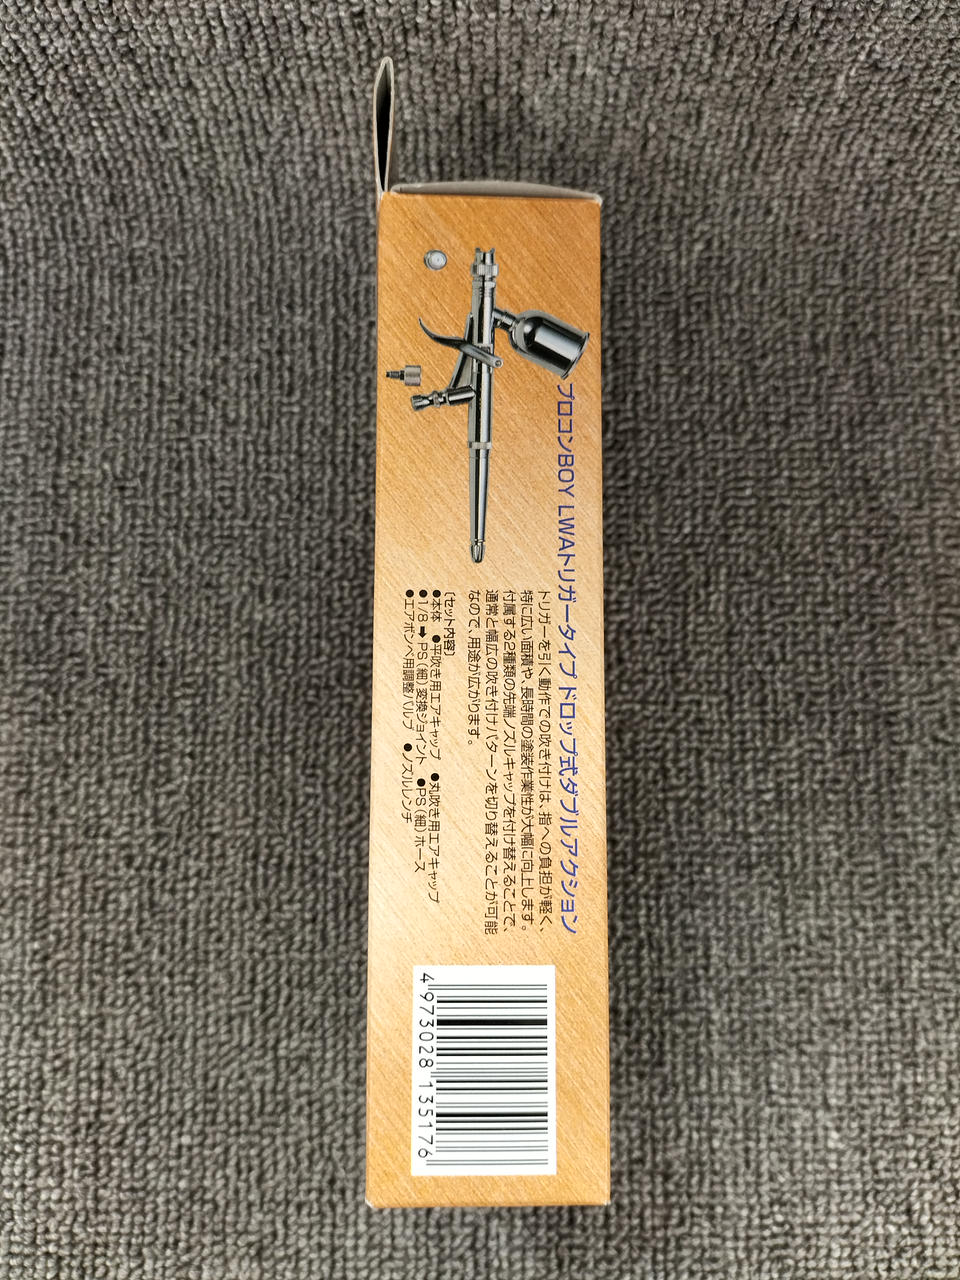 プロコンBOY LWAトリガータイプ ドロップ式ダブルアクション
トリガーを引く動作での吹き付けは、指への負担が軽く、
特に広い面積や、長時間の塗装作業性が大幅に向上します。
付属する2種類の先端ノズルキャップを付け替えることで、
通常と幅広の吹き付けパターンを切り替えることが可能
なので、用途が広がります。
〔セット内容〕
●本体 ●平吹き用エアキャップ ●丸吹き用エアキャップ
●1/8➡PS(細)変換ジョイント ●PS(細)ホース
●エアボンベ用調整バルブ ●ノズルレンチ
4 973028 135176